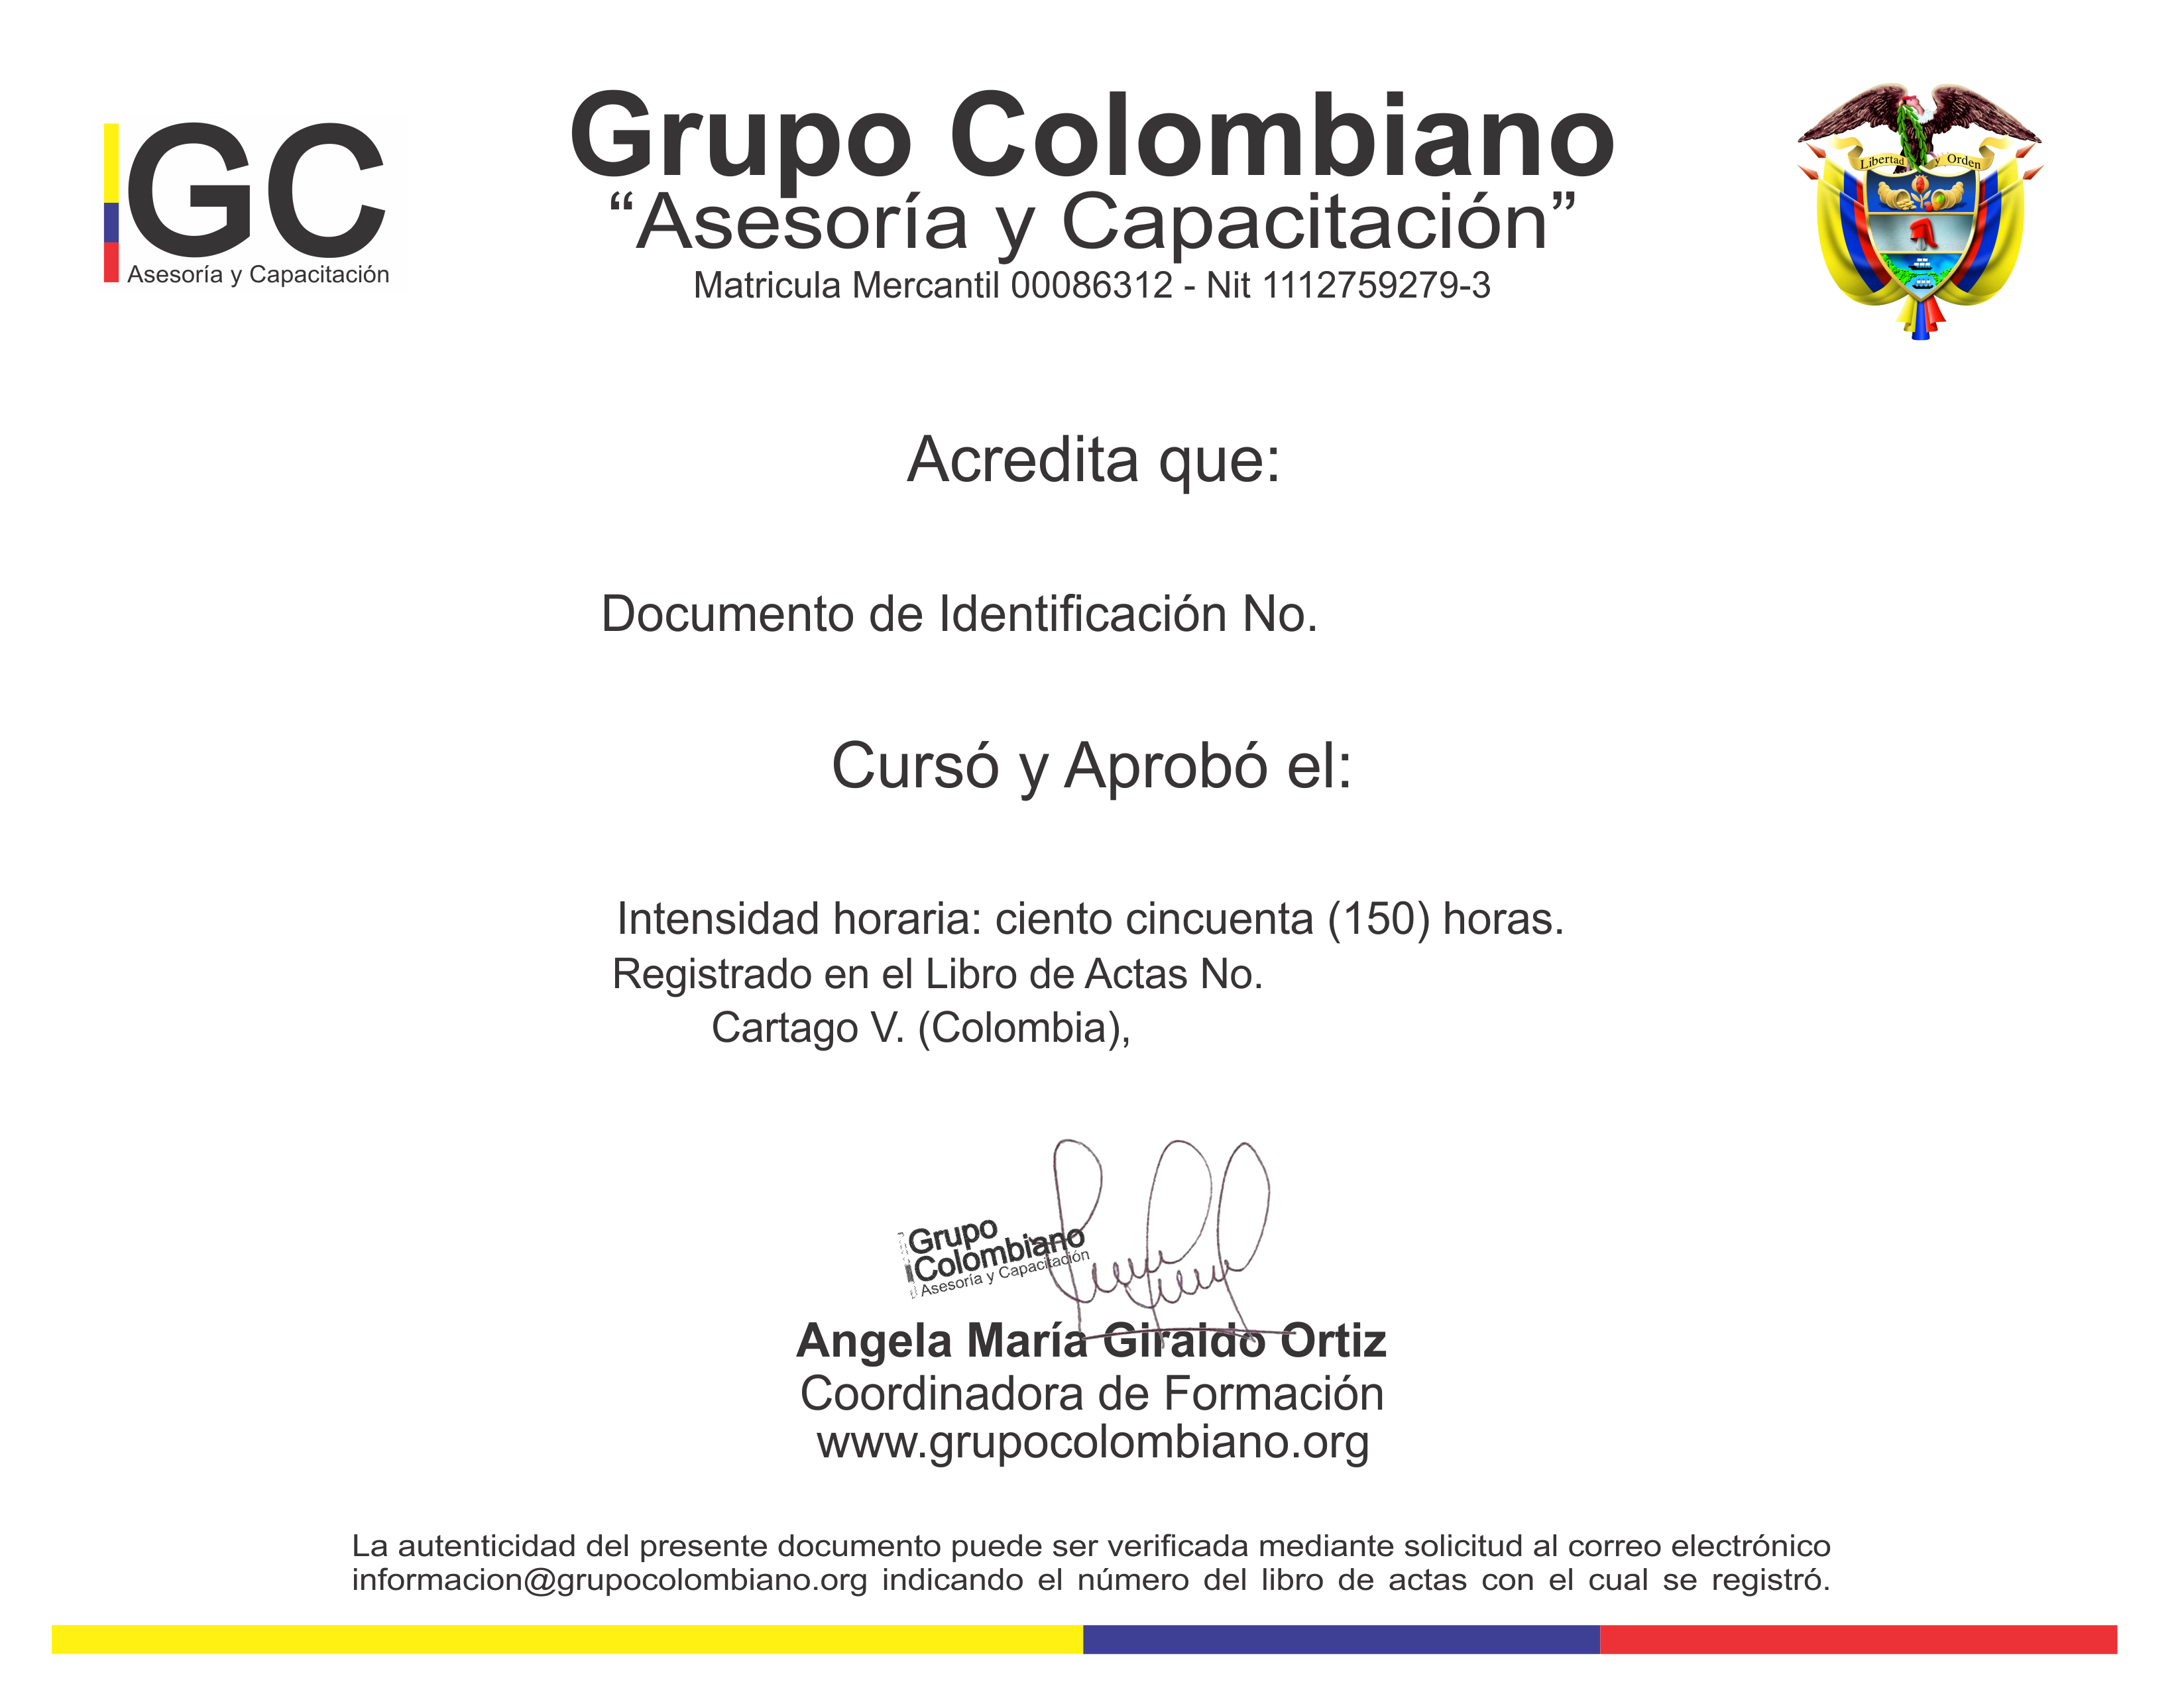 GC
Asesoría y Capacitación
Grupo Colombiano
“Asesoría y Capacitación”
Matricula Mercantil 00086312 - Nit 1112759279-3
Libertad y Orden
Acredita que:
Documento de Identificación No.
Cursó y Aprobó el:
Intensidad horaria: ciento cincuenta (150) horas.
Registrado en el Libro de Actas No.
Cartago V. (Colombia),
Grupo
Colombiano
Asesoría y Capacitación
Angela María Giraldo Ortiz
Coordinadora de Formación
www.grupocolombiano.org
La autenticidad del presente documento puede ser verificada mediante solicitud al correo electrónico
informacion@grupocolombiano.org indicando el número del libro de actas con el cual se registró.